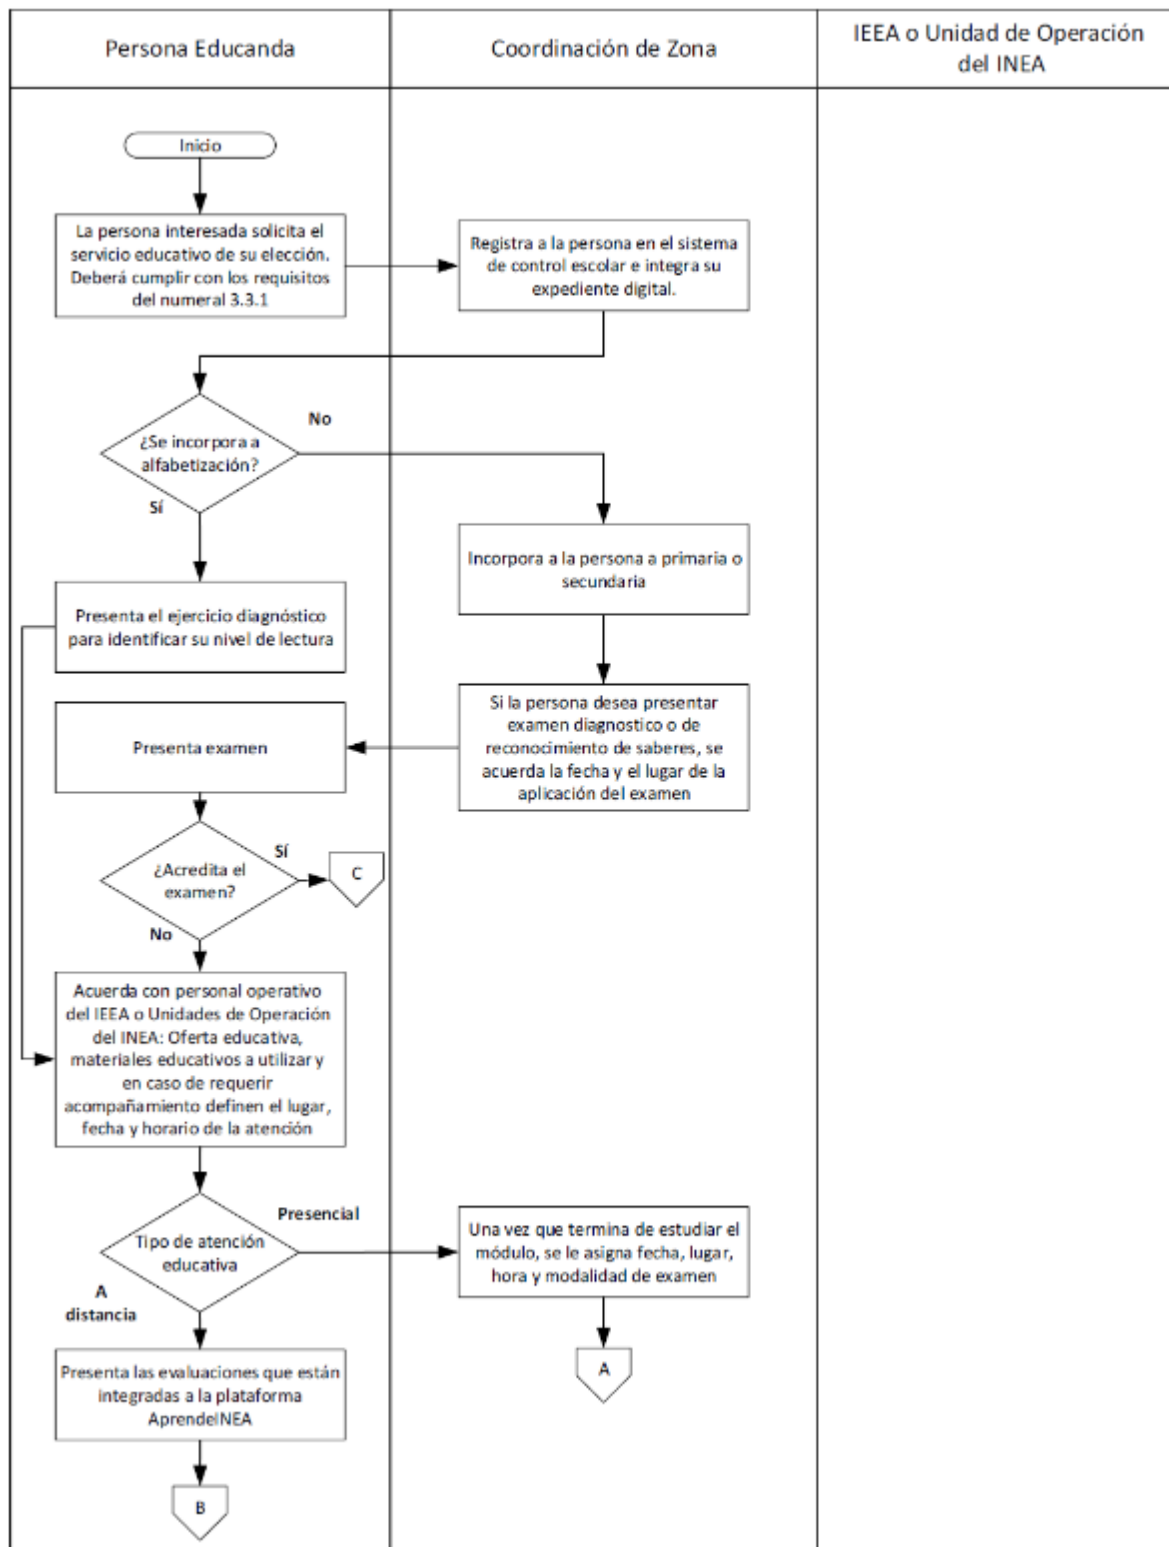 Persona Educanda
Coordinación de Zona
IEEA o Unidad de Operación
del INEA
Inicio
La persona interesada solicita el
servicio educativo de su elección.
Deberá cumplir con los requisitos
del numeral 3.3.1
Registra a la persona en el sistema
de control escolar e integra su
expediente digital.
¿Se incorpora a
alfabetización?
No
Sí
Incorpora a la persona a primaria o
secundaria
Presenta el ejercicio diagnóstico
para identificar su nivel de lectura
Si la persona desea presentar
examen diagnostico o de
reconocimiento de saberes, se
acuerda la fecha y el lugar de la
aplicación del examen
Presenta examen
¿Acredita el
examen?
Sí
C
No
Acuerda con personal operativo
del IEEA o Unidades de Operación
del INEA: Oferta educativa,
materiales educativos a utilizar y
en caso de requerir
acompañamiento definen el lugar,
fecha y horario de la atención
Tipo de atención
educativa
Presencial
A
distancia
Una vez que termina de estudiar el
módulo, se le asigna fecha, lugar,
hora y modalidad de examen
A
Presenta las evaluaciones que están
integradas a la plataforma
AprendeINEA
B